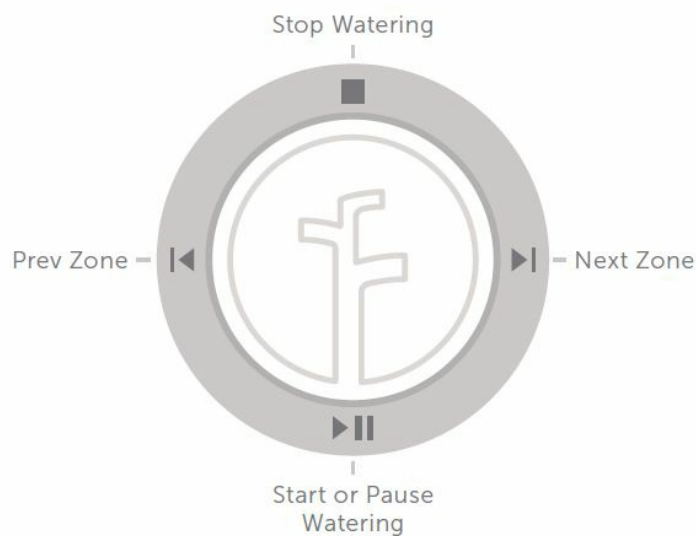 Stop Watering
Prev Zone
Next Zone
Start or Pause
Watering